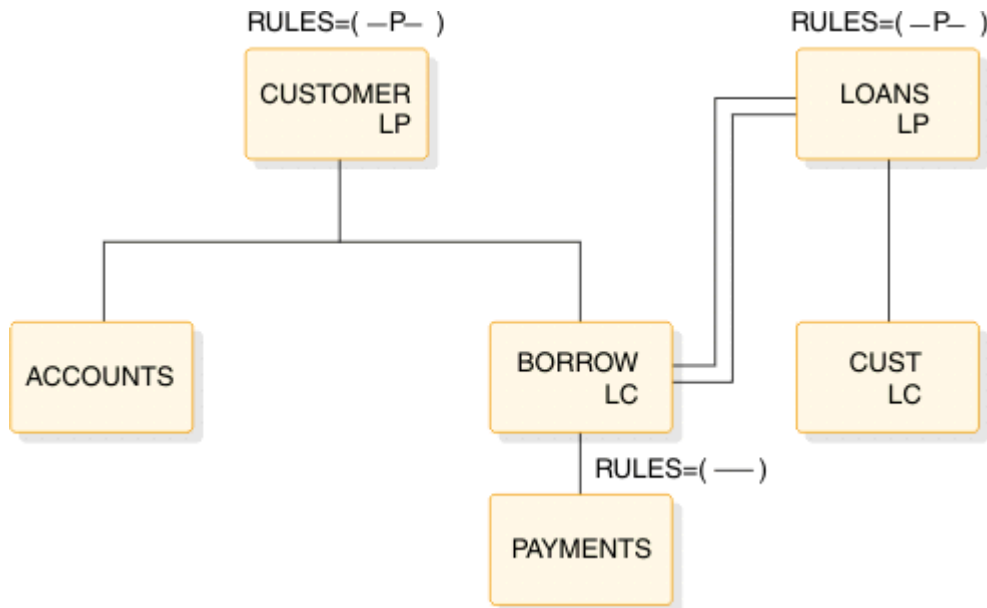 RULES=( –P– )
RULES=( –P– )
CUSTOMER
LP
LOANS
LP
ACCOUNTS
BORROW
LC
CUST
LC
RULES=( — )
PAYMENTS